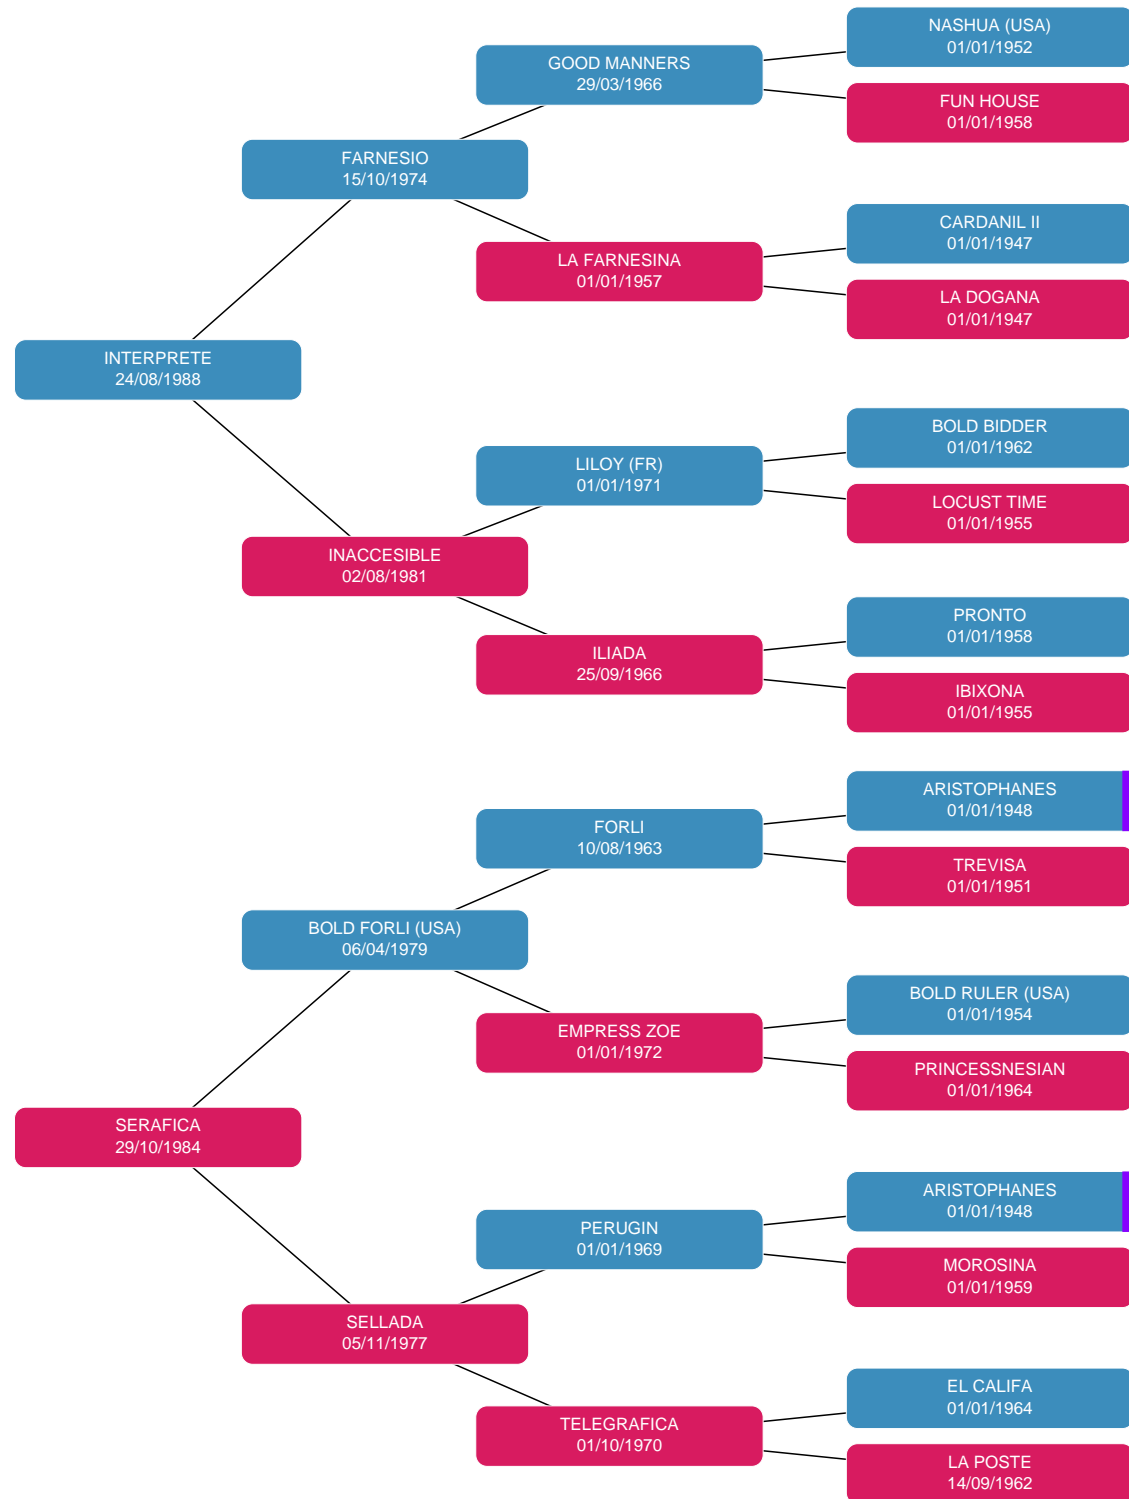 NASHUA (USA)
01/01/1952
GOOD MANNERS
29/03/1966
FUN HOUSE
01/01/1958
FARNESIO
15/10/1974
CARDANIL II
01/01/1947
LA FARNESINA
01/01/1957
LA DOGANA
01/01/1947
INTERPRETE
24/08/1988
BOLD BIDDER
01/01/1962
LILOY (FR)
01/01/1971
LOCUST TIME
01/01/1955
INACCESIBLE
02/08/1981
PRONTO
01/01/1958
ILIADA
25/09/1966
IBIXONA
01/01/1955
ARISTOPHANES
01/01/1948
FORLI
10/08/1963
TREVISA
01/01/1951
BOLD FORLI (USA)
06/04/1979
BOLD RULER (USA)
01/01/1954
EMPRESS ZOE
01/01/1972
PRINCESSNESIAN
01/01/1964
SERAFICA
29/10/1984
ARISTOPHANES
01/01/1948
PERUGIN
01/01/1969
MOROSINA
01/01/1959
SELLADA
05/11/1977
EL CALIFA
01/01/1964
TELEGRAFICA
01/10/1970
LA POSTE
14/09/1962